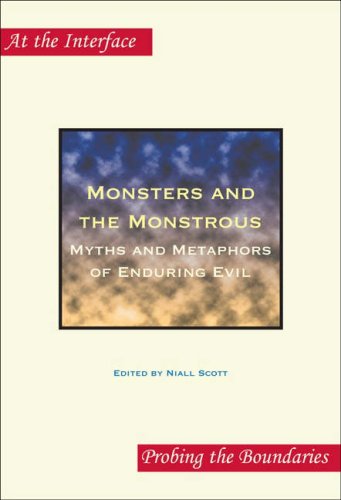 At the Interface
MONSTERS AND
THE MONSTROUS
MYTHS AND METAPHORS
OF ENDURING EVIL
EDITED BY NIALL SCOTT
Probing the Boundaries